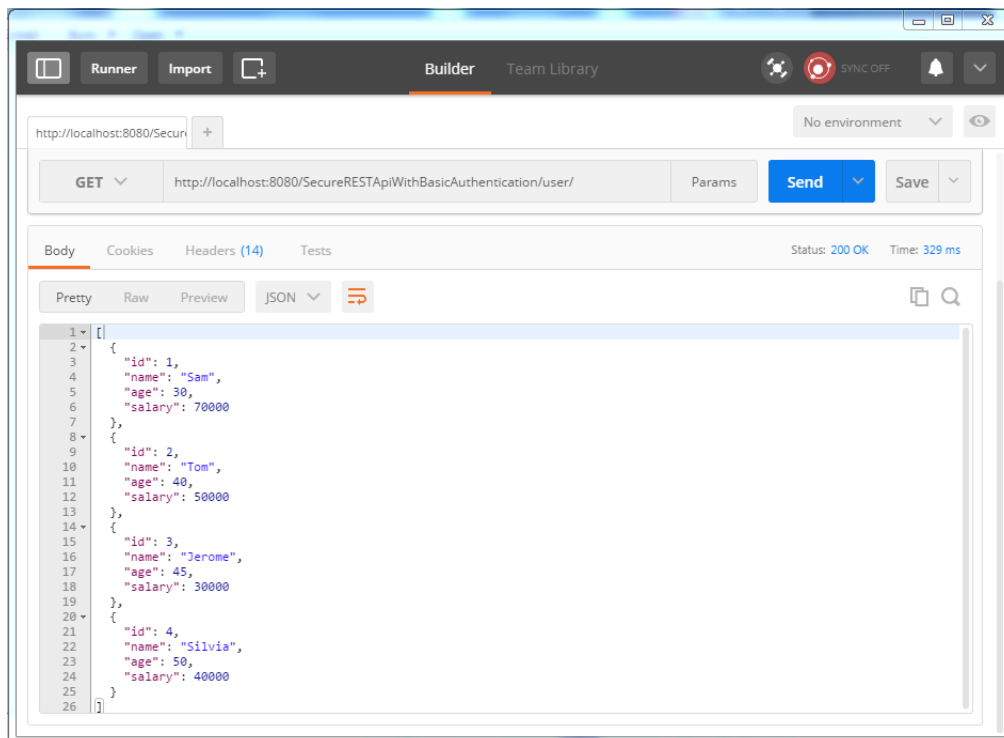 Runner Import Builder Team Library SYNC OFF
http://localhost:8080/Secure + No environment
GET http://localhost:8080/SecureRESTApiWithBasicAuthentication/user/ Params Send Save
Body Cookies Headers (14) Tests Status: 200 OK Time: 329 ms
Pretty Raw Preview JSON
1 [
2 {
3 "id": 1,
4 "name": "Sam",
5 "age": 30,
6 "salary": 70000
7 },
8 {
9 "id": 2,
10 "name": "Tom",
11 "age": 40,
12 "salary": 50000
13 },
14 {
15 "id": 3,
16 "name": "Jerome",
17 "age": 45,
18 "salary": 30000
19 },
20 {
21 "id": 4,
22 "name": "Silvia",
23 "age": 50,
24 "salary": 40000
25 }
26 ]